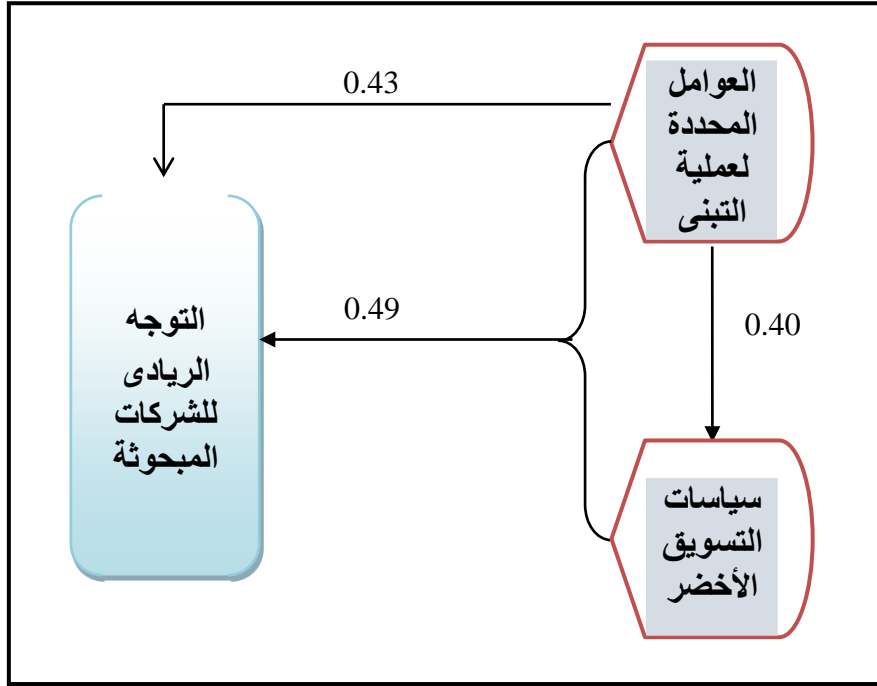 العوامل
المحددة
لعملية
التبنى
0.43
التوجه
الريادى
للشركات
المبحوثة
0.49
0.40
سياسات
التسويق
الأخضر